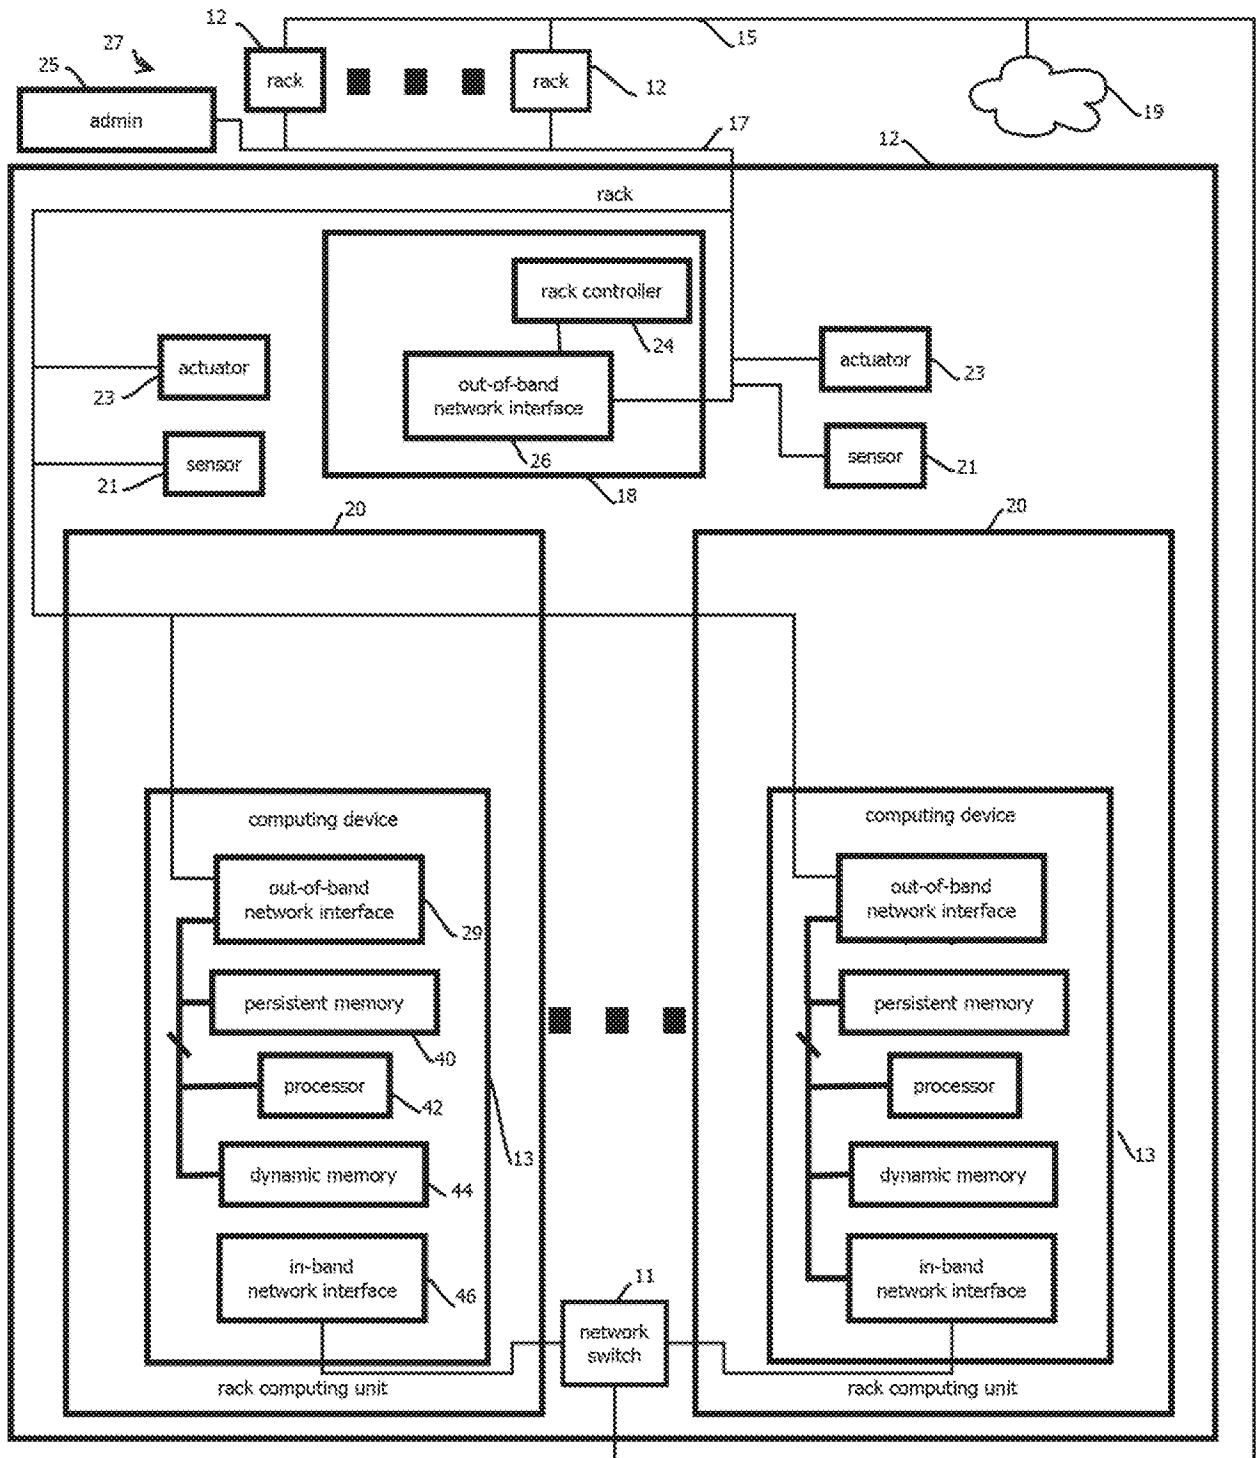 12
15
27
25
rack
rack
12
admin
19
17
12
rack
rack controller
24
actuator
23
out-of-band
network interface
26
actuator
23
sensor
21
sensor
21
18
20
20
computing device
out-of-band
network interface
29
persistent memory
40
processor
42
13
dynamic memory
44
in-band
network interface
46
rack computing unit
11
network
switch
computing device
out-of-band
network interface
persistent memory
processor
13
dynamic memory
in-band
network interface
rack computing unit